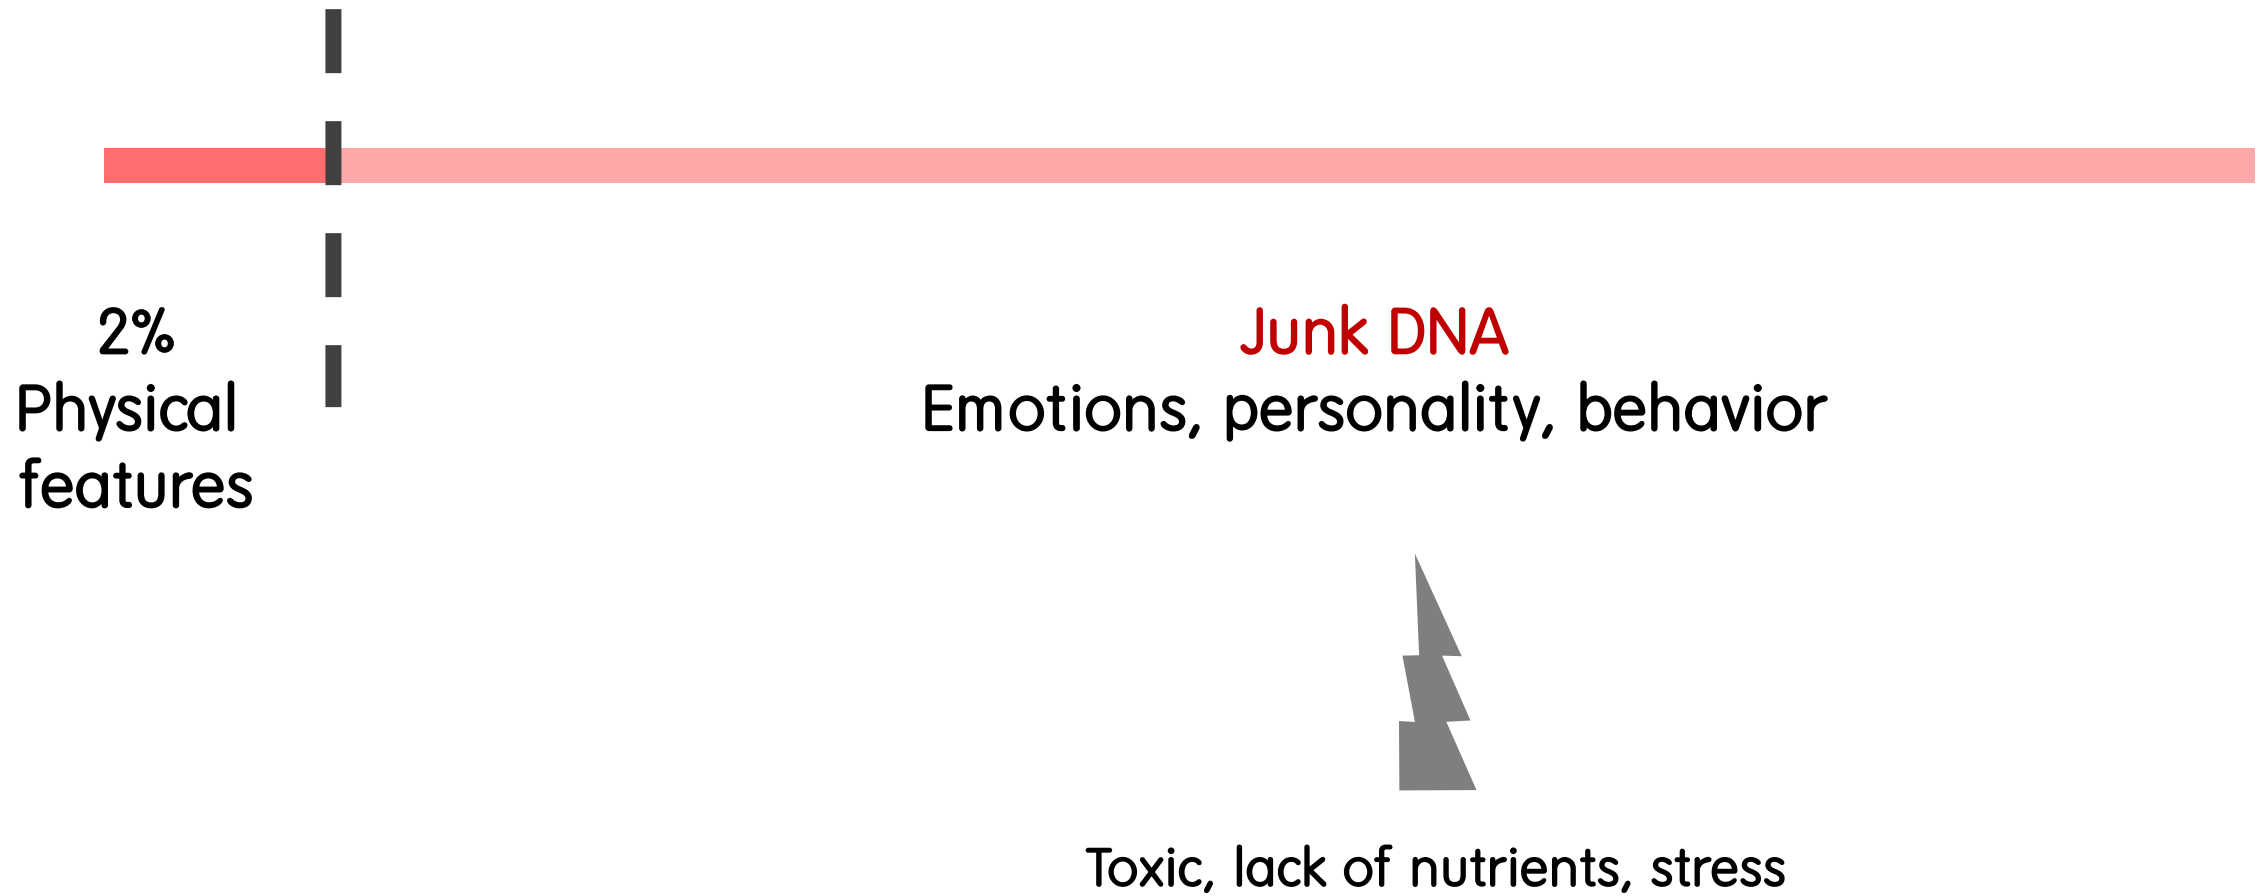 2%
Physical
features
Junk DNA
Emotions, personality, behavior
Toxic, lack of nutrients, stress